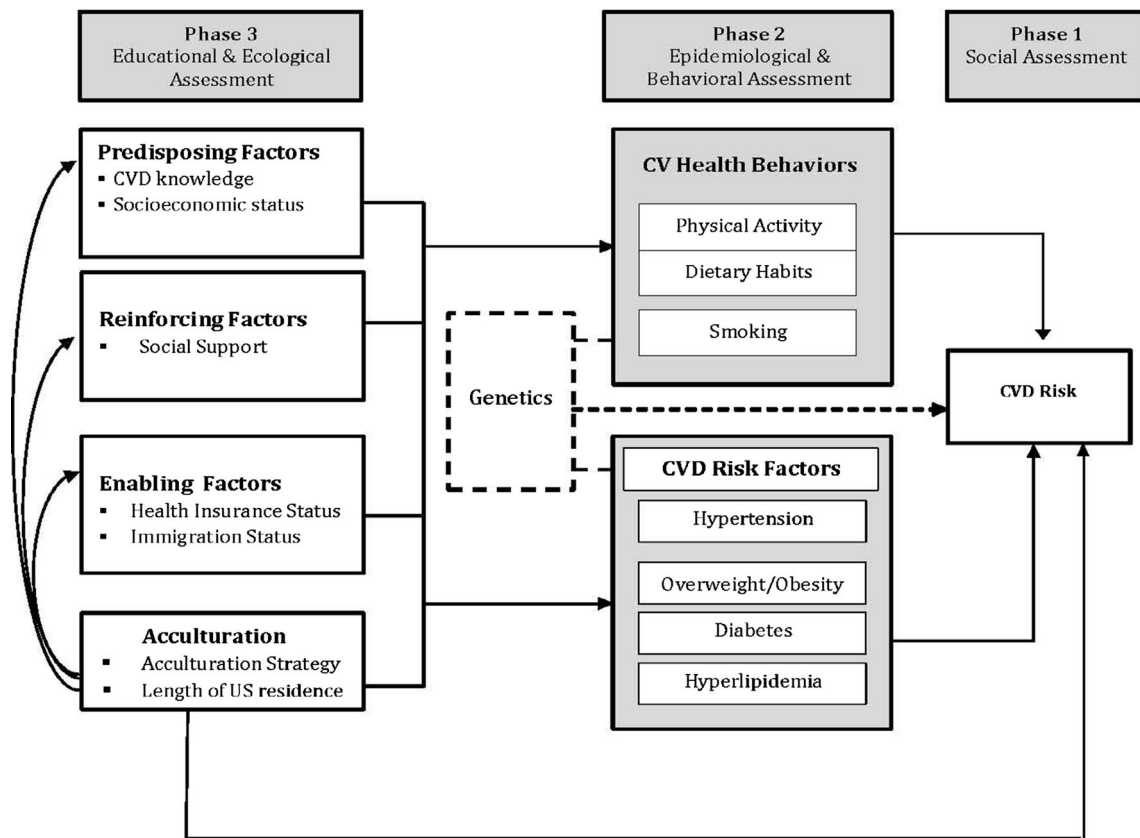 Phase 3
Educational & Ecological
Assessment
Phase 2
Epidemiological &
Behavioral Assessment
Phase 1
Social Assessment
Predisposing Factors
▪ CVD knowledge
▪ Socioeconomic status
Reinforcing Factors
▪ Social Support
Enabling Factors
▪ Health Insurance Status
▪ Immigration Status
Acculturation
▪ Acculturation Strategy
▪ Length of US residence
Genetics
CV Health Behaviors
Physical Activity
Dietary Habits
Smoking
CVD Risk Factors
Hypertension
Overweight/Obesity
Diabetes
Hyperlipidemia
CVD Risk